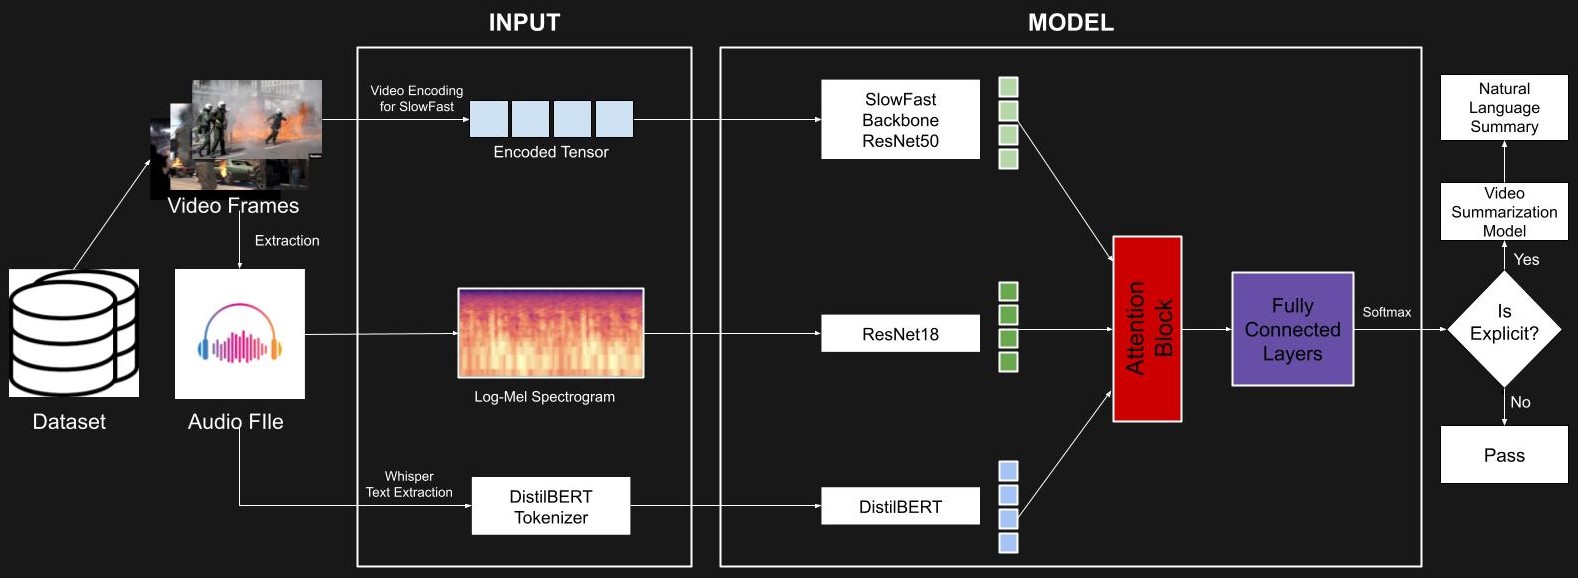 INPUT
MODEL
Video Encoding
for SlowFast
Encoded Tensor
SlowFast
Backbone
ResNet50
Natural
Language
Summary
Video Frames
Extraction
Video
Summarization
Model
Yes
Is
Explicit?
No
Pass
Dataset
Audio FIle
Log-Mel Spectrogram
ResNet18
Attention
Block
Fully
Connected
Layers
Softmax
Whisper
Text Extraction
DistilBERT
Tokenizer
DistilBERT